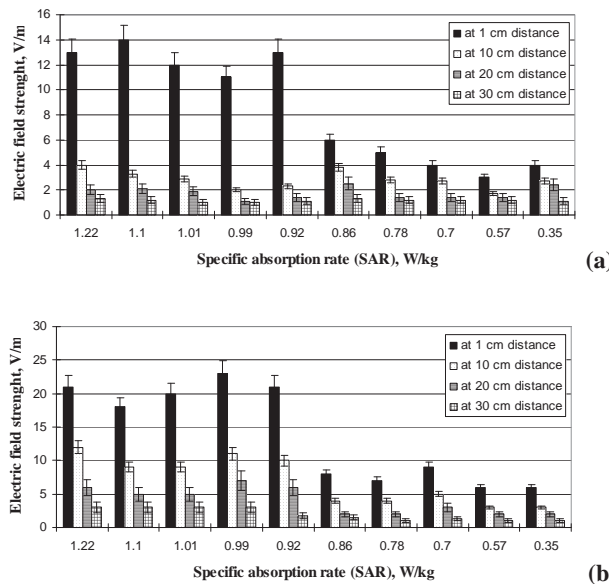 16
14
12
10
8
6
4
2
0
Electric field strenght, V/m
at 1 cm distance
at 10 cm distance
at 20 cm distance
at 30 cm distance
1.22 1.1 1.01 0.99 0.92 0.86 0.78 0.7 0.57 0.35
Specific absorption rate (SAR), W/kg
(a)
30
25
20
15
10
5
0
Electric field strenght, V/m
at 1 cm distance
at 10 cm distance
at 20 cm distance
at 30 cm distance
1.22 1.1 1.01 0.99 0.92 0.86 0.78 0.7 0.57 0.35
Specific absorption rate (SAR), W/kg
(b